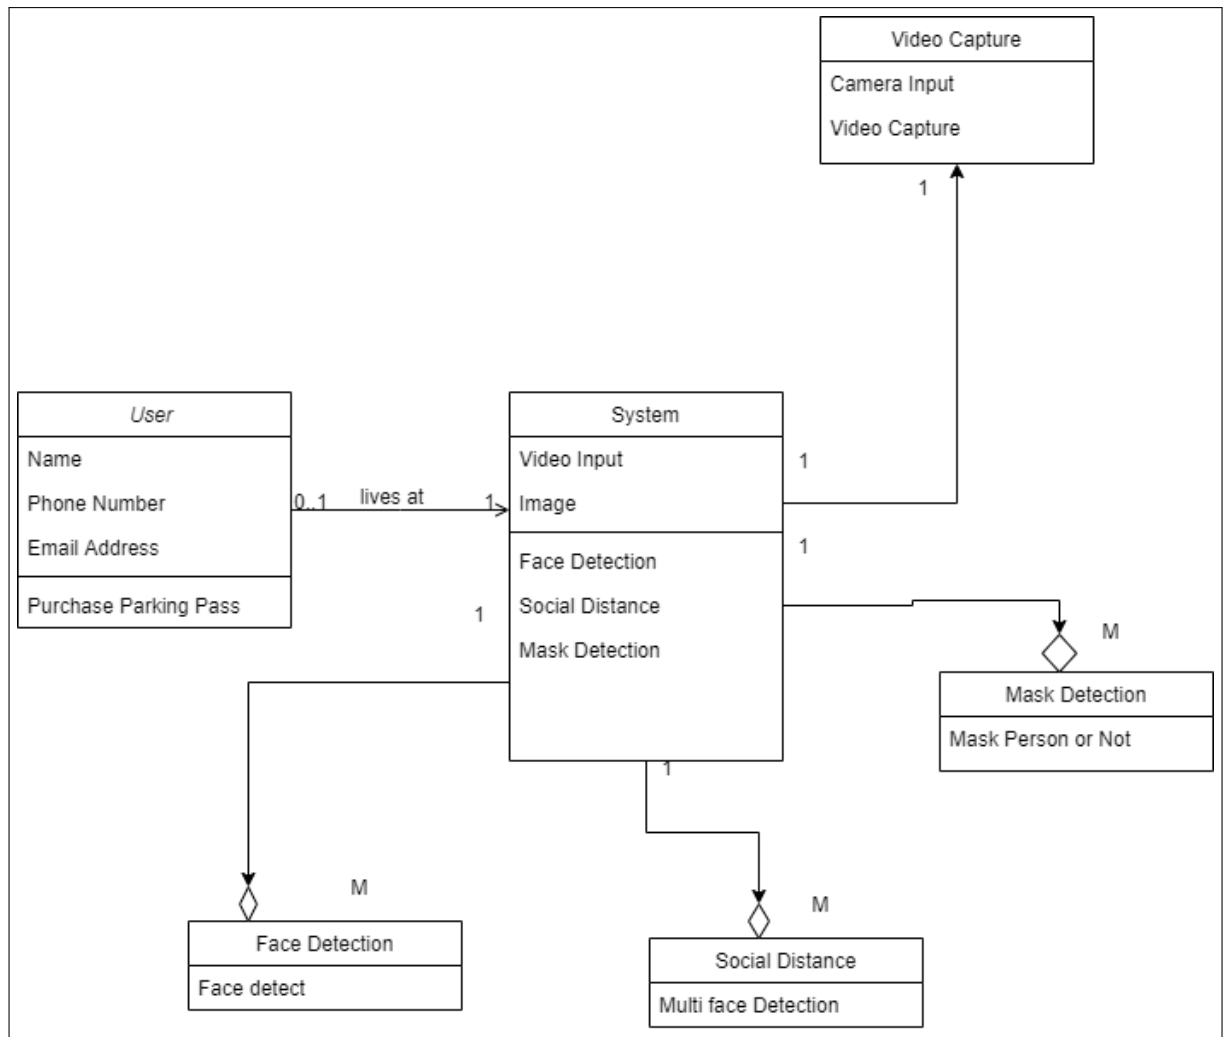 Video Capture
Camera Input
Video Capture
1
User
Name
Phone Number
Email Address
Purchase Parking Pass
0..1
lives at
1
System
Video Input
Image
Face Detection
Social Distance
Mask Detection
1
1
1
1
M
Mask Detection
Mask Person or Not
M
Face Detection
Face detect
M
Social Distance
Multi face Detection